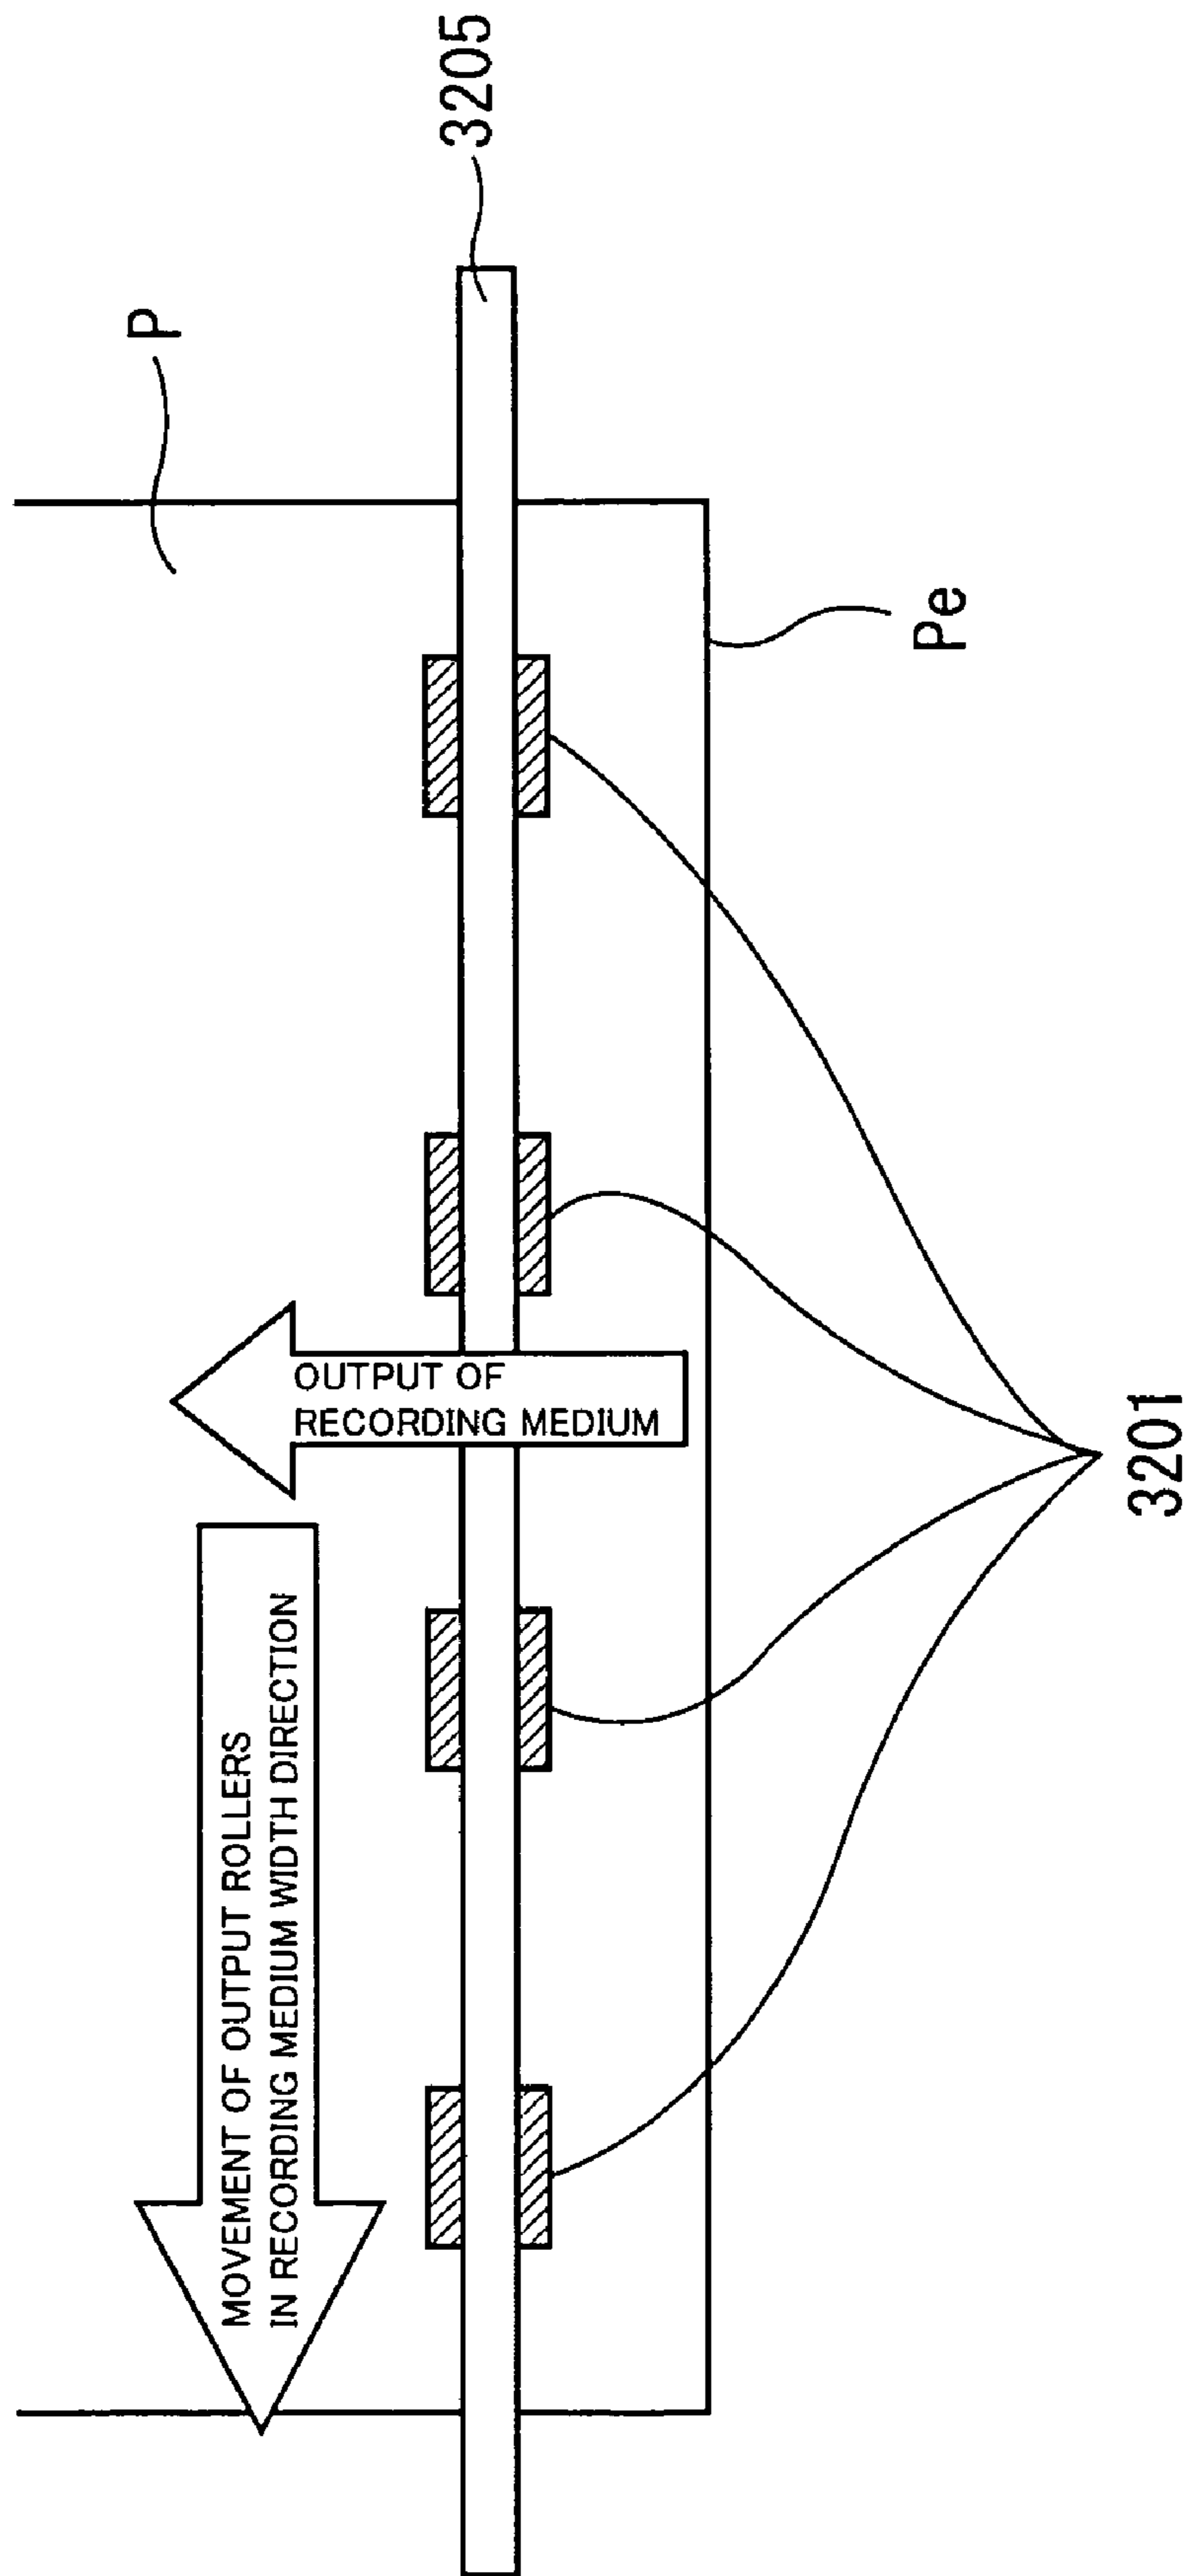 3205
P
Pe
OUTPUT OF
RECORDING MEDIUM
MOVEMENT OF OUTPUT ROLLERS
IN RECORDING MEDIUM WIDTH DIRECTION
3201